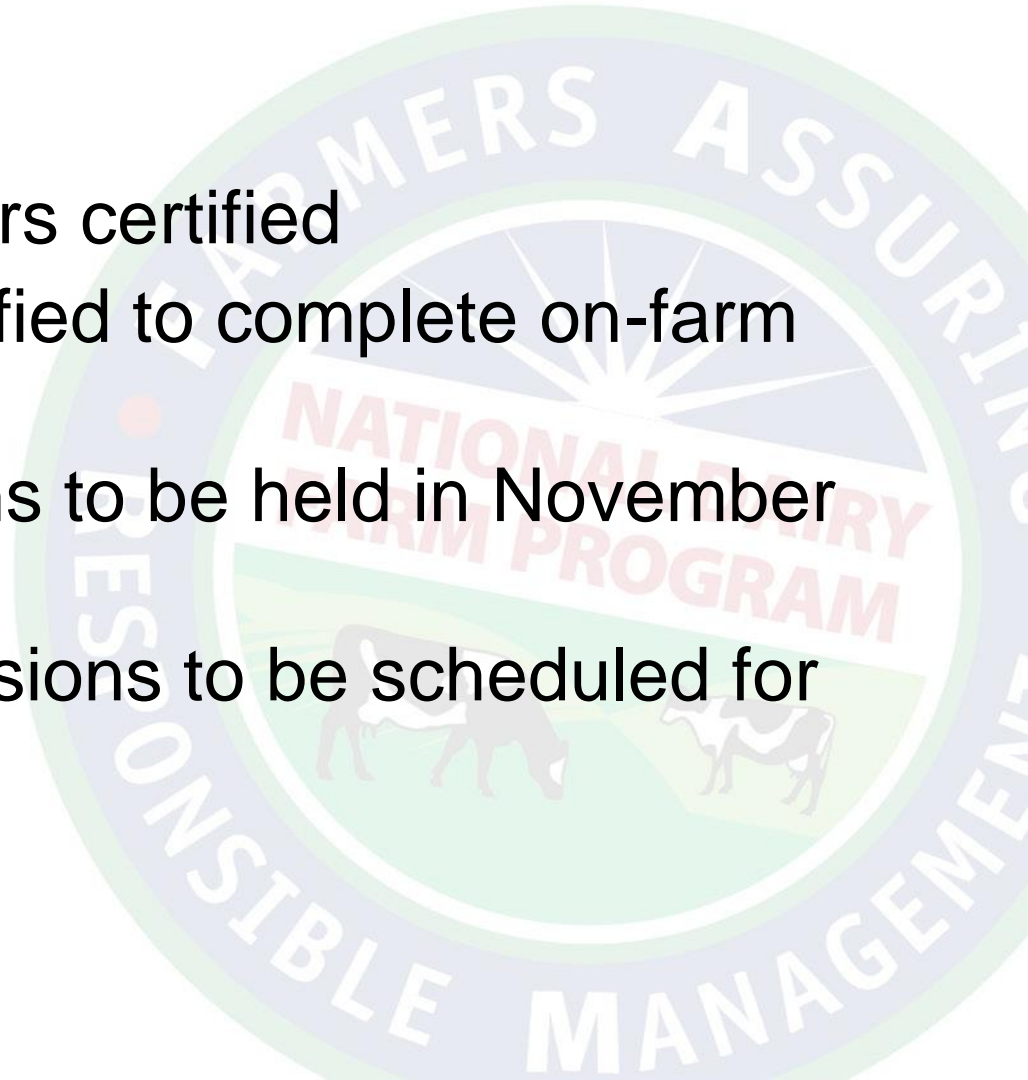 rs certified
fied to complete on-farm
ns to be held in November
sions to be scheduled for
FARMERS ASSURING
RESPONSIBLE MANAGEMENT
NATIONAL DAIRY
FARM PROGRAM